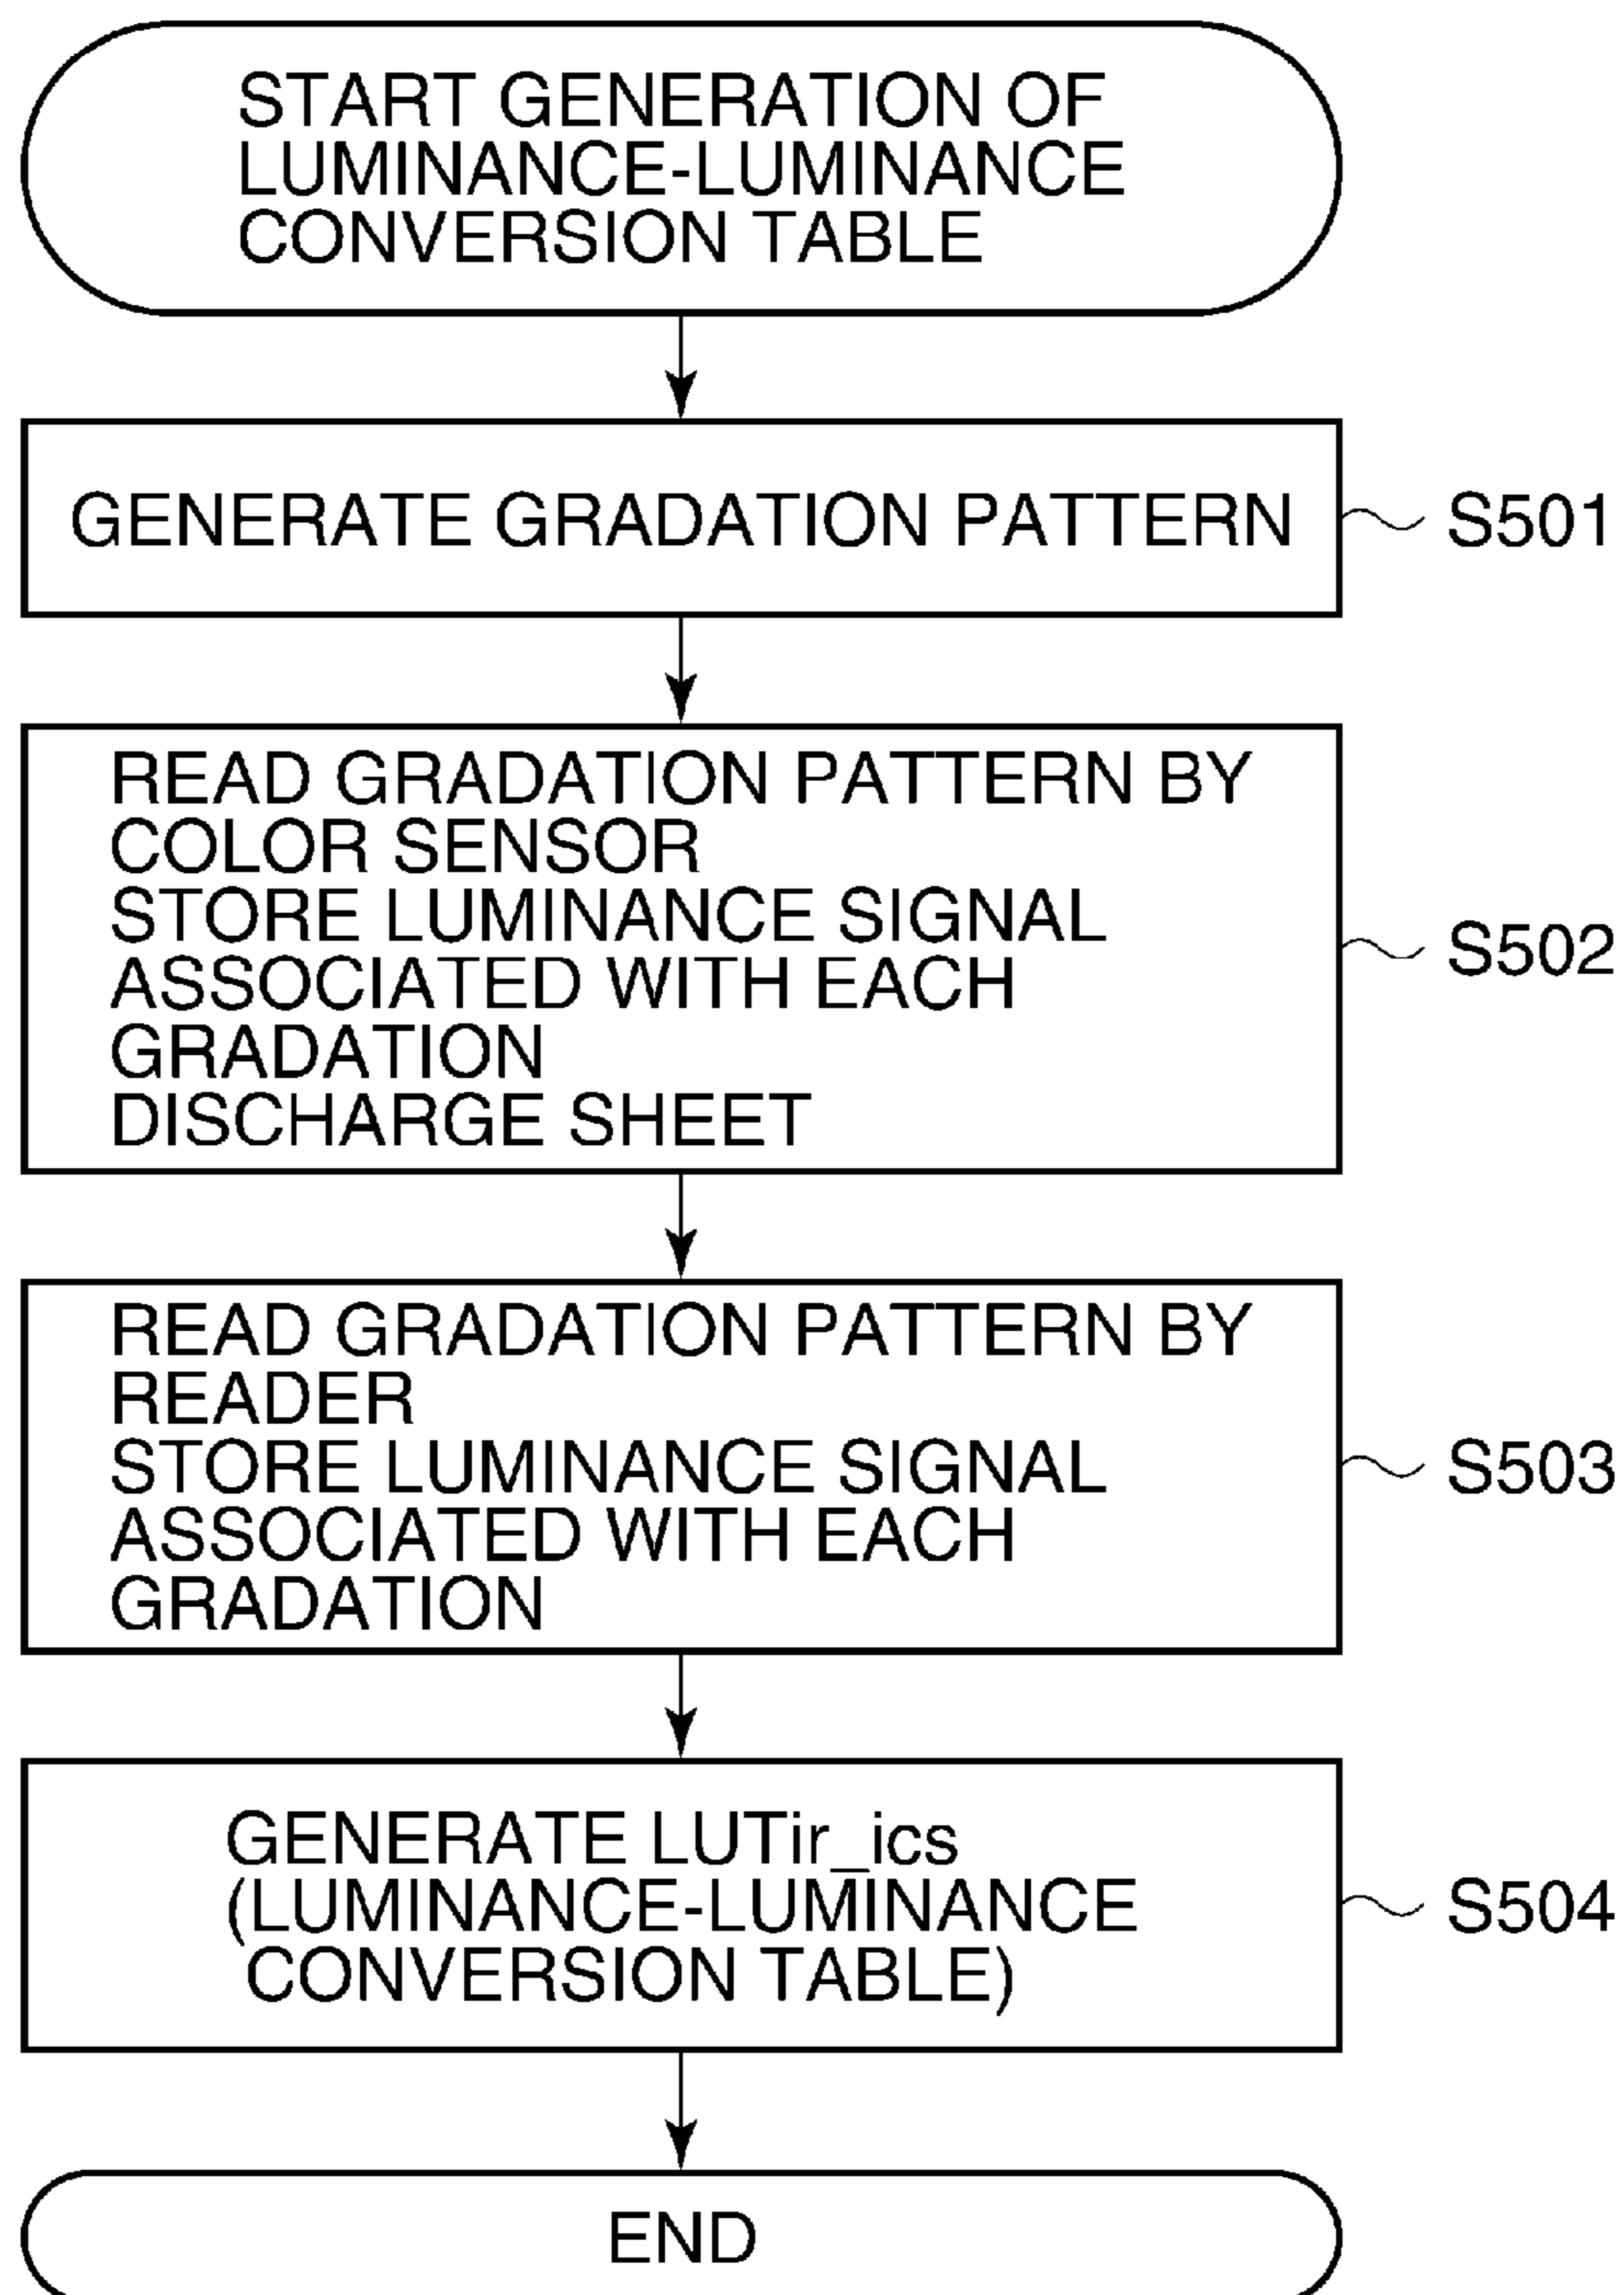 START GENERATION OF
LUMINANCE-LUMINANCE
CONVERSION TABLE
GENERATE GRADATION PATTERN
S501
READ GRADATION PATTERN BY
COLOR SENSOR
STORE LUMINANCE SIGNAL
ASSOCIATED WITH EACH
GRADATION
DISCHARGE SHEET
S502
READ GRADATION PATTERN BY
READER
STORE LUMINANCE SIGNAL
ASSOCIATED WITH EACH
GRADATION
S503
GENERATE LUTir_ics
(LUMINANCE-LUMINANCE
CONVERSION TABLE)
S504
END